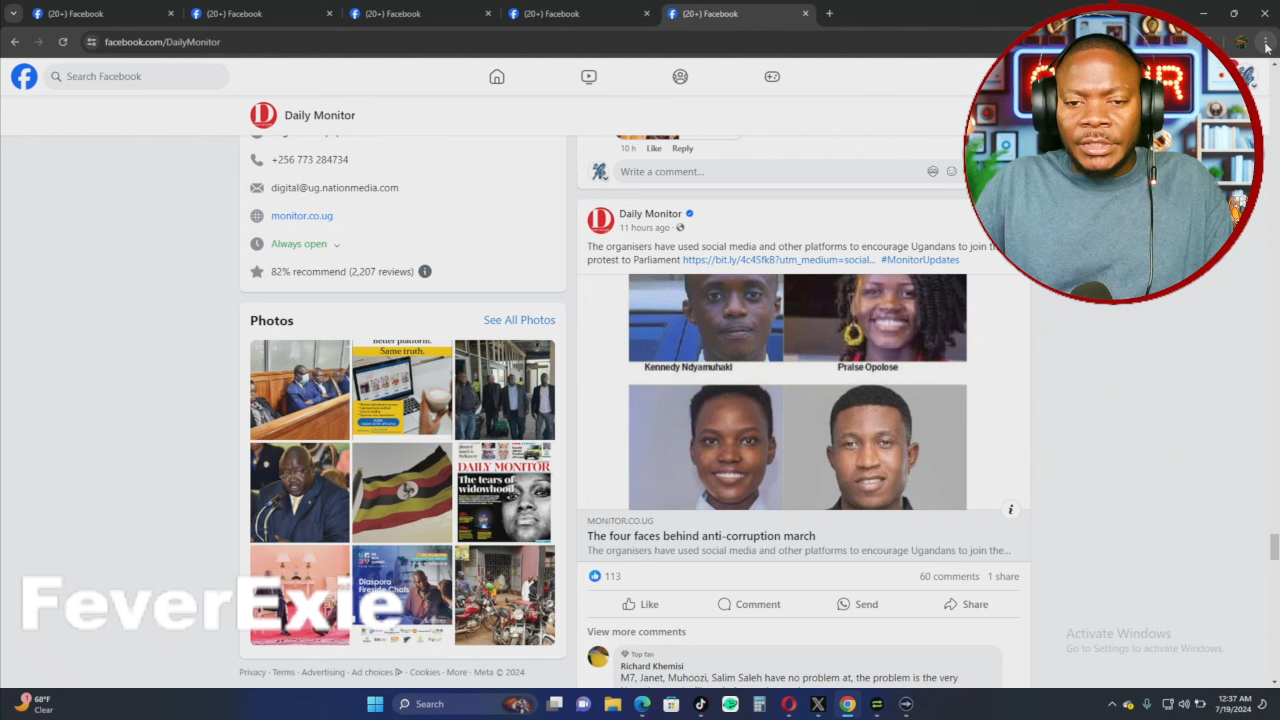 (20+) Facebook
(20+) Facebook
(20+) Facebook
(20+) Facebook
(20+) Facebook
facebook.com/DailyMonitor
Search Facebook
Daily Monitor
+256 773 284734
digital@ug.nationmedia.com
monitor.co.ug
Always open
82% recommend (2,207 reviews)
Photos
See All Photos
better platform.
Same truth.
DAILY MONITOR
The tears of
widowhood
Diaspora
Fireside Chats
Privacy · Terms · Advertising · Ad choices · Cookies · More · Meta © 2024
10 h Like Reply
Write a comment...
Daily Monitor
11 hours ago ·
The organisers have used social media and other platforms to encourage Ugandans to join th
protest to Parliament https://bit.ly/4c4SfkB?utm_medium=social... #MonitorUpdates
Kennedy Ndyamuhaki
Praise Opolose
MONITOR.CO.UG
The four faces behind anti-corruption march
The organisers have used social media and other platforms to encourage Ugandans to join the...
113
60 comments 1 share
Like
Comment
Send
Share
View more comments
Top fan
Richard Khemisi
M7, Janet, Muhoozi, Salim Saleh have no problem at, the problem is the very
FeverExie
Activate Windows
Go to Settings to activate Windows.
68°F
Clear
Search
12:37 AM
7/19/2024